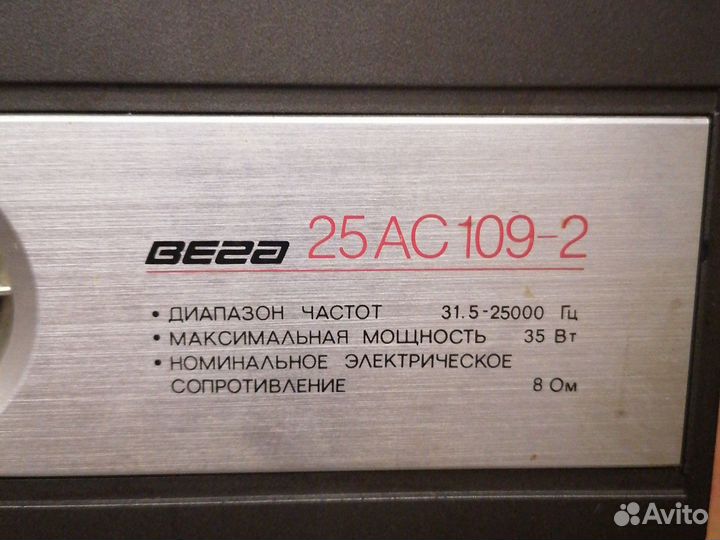 Вега 25АС109-2
• ДИАПАЗОН ЧАСТОТ 31.5-25000 Гц
• МАКСИМАЛЬНАЯ МОЩНОСТЬ 35 Вт
• НОМИНАЛЬНОЕ ЭЛЕКТРИЧЕСКОЕ
СОПРОТИВЛЕНИЕ 8 Ом
Avito